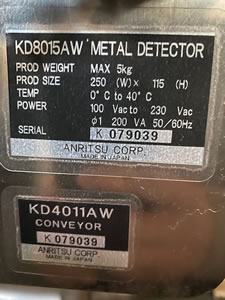 KD8015AW METAL DETECTOR
PROD WEIGHT MAX 5kg
PROD SIZE 250 (W)× 115 (H)
TEMP 0°C to 40°C
POWER 100 Vac to 230 Vac
φ1 200 VA 50/60Hz
SERIAL K 079039
ANRITSU CORP.
MADE IN JAPAN
KD4011AW
CONVEYOR
K 079039
ANRITSU CORP.
MADE IN JAPAN